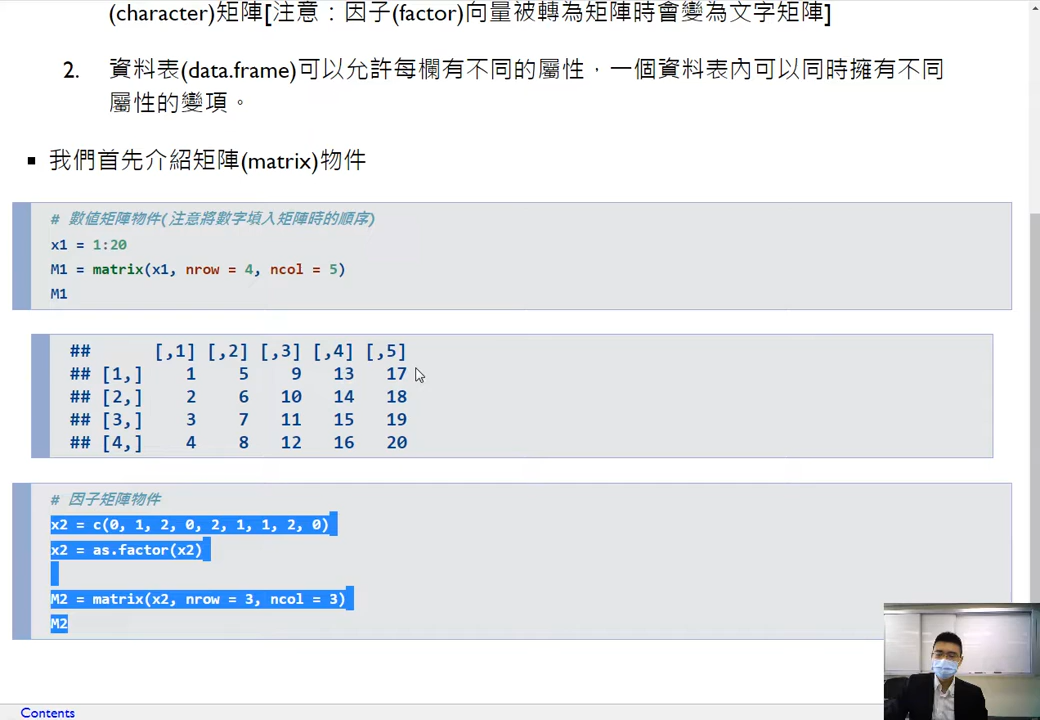 (character)矩陣[注意：因子(factor)向量被轉為矩陣時會變為文字矩陣]
2. 資料表(data.frame)可以允許每欄有不同的屬性，一個資料表內可以同時擁有不同
屬性的變項。
▪ 我們首先介紹矩陣(matrix)物件
# 數值矩陣物件(注意將數字填入矩陣時的順序)
x1 = 1:20
M1 = matrix(x1, nrow = 4, ncol = 5)
M1
##      [,1] [,2] [,3] [,4] [,5]
## [1,]    1    5    9   13   17
## [2,]    2    6   10   14   18
## [3,]    3    7   11   15   19
## [4,]    4    8   12   16   20
# 因子矩陣物件
x2 = c(0, 1, 2, 0, 2, 1, 1, 2, 0)
x2 = as.factor(x2)
M2 = matrix(x2, nrow = 3, ncol = 3)
M2
Contents